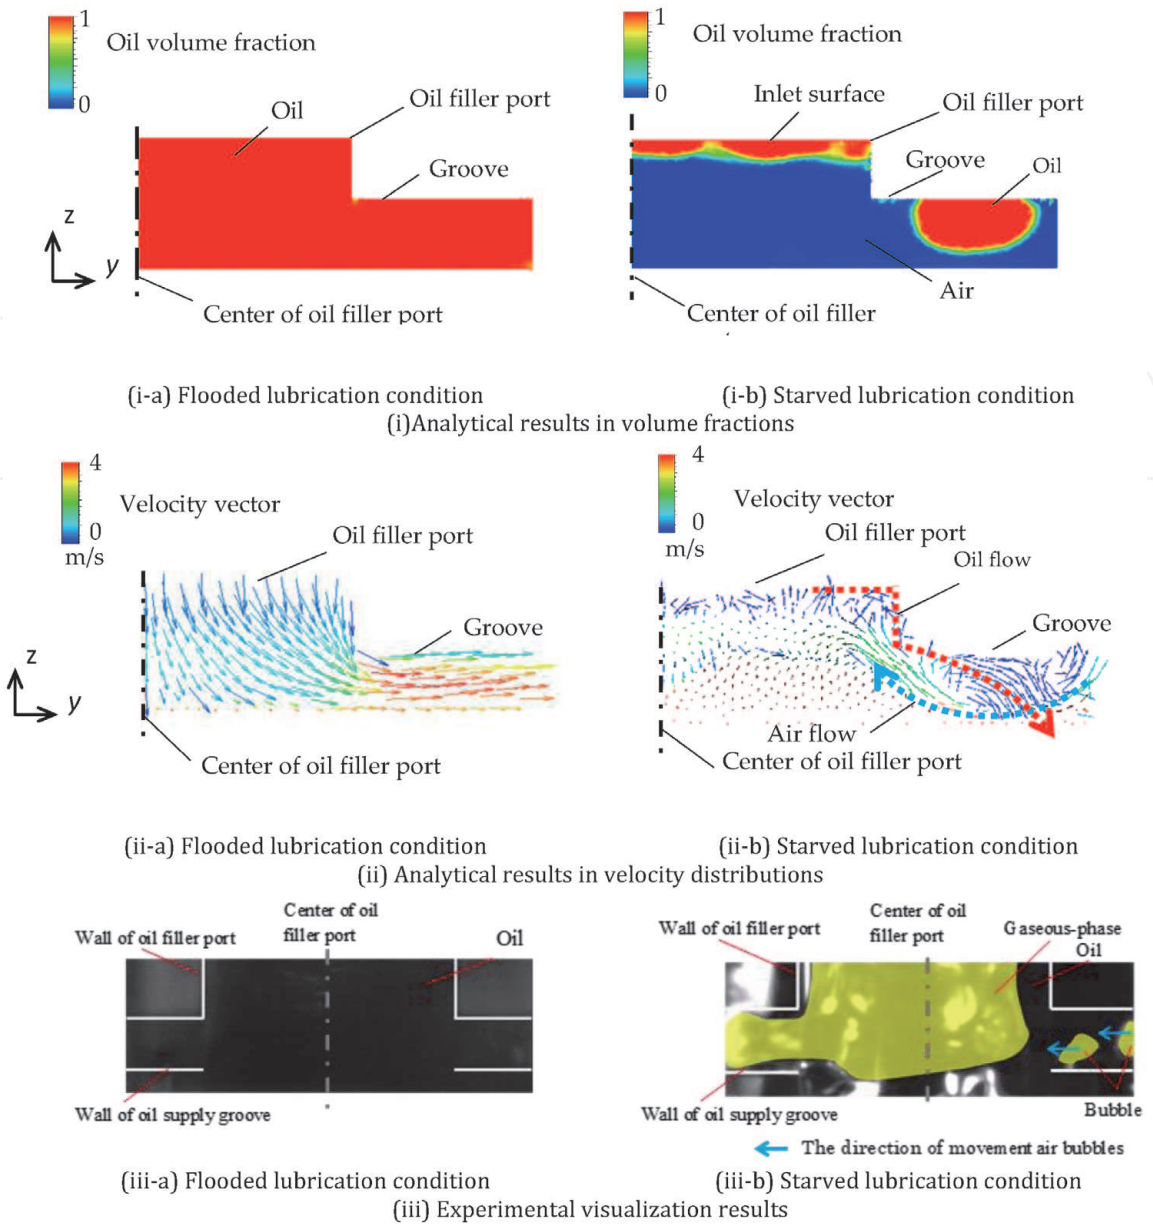 1
Oil volume fraction
0
Oil
Oil filler port
Groove
z
y
Center of oil filler port
1
Oil volume fraction
0
Inlet surface
Oil filler port
Groove
Oil
Air
Center of oil filler
(i-a) Flooded lubrication condition
(i-b) Starved lubrication condition
(i)Analytical results in volume fractions
4
Velocity vector
0
m/s
Oil filler port
Groove
z
y
Center of oil filler port
4
Velocity vector
0
m/s
Oil filler port
Oil flow
Groove
Air flow
Center of oil filler port
(ii-a) Flooded lubrication condition
(ii-b) Starved lubrication condition
(ii) Analytical results in velocity distributions
Center of oil
filler port
Wall of oil filler port
Oil
Wall of oil supply groove
Center of oil
filler port
Wall of oil filler port
Gaseous-phase
Oil
Wall of oil supply groove
Bubble
The direction of movement air bubbles
(iii-a) Flooded lubrication condition
(iii-b) Starved lubrication condition
(iii) Experimental visualization results